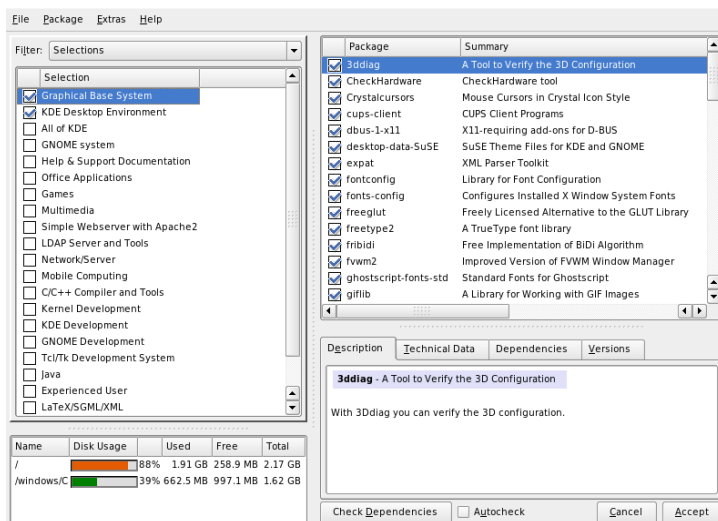 File Package Extras Help
Filter: Selections
Selection
Graphical Base System
KDE Desktop Environment
All of KDE
GNOME system
Help & Support Documentation
Office Applications
Games
Multimedia
Simple Webserver with Apache2
LDAP Server and Tools
Network/Server
Mobile Computing
C/C++ Compiler and Tools
Kernel Development
KDE Development
GNOME Development
Tcl/Tk Development System
Java
Experienced User
LaTeX/SGML/XML
Name Disk Usage Used Free Total
/ 88% 1.91 GB 258.9 MB 2.17 GB
/windows/C 39% 662.5 MB 997.1 MB 1.62 GB
Package Summary
3ddiag A Tool to Verify the 3D Configuration
CheckHardware CheckHardware tool
Crystalcursors Mouse Cursors in Crystal Icon Style
cups-client CUPS Client Programs
dbus-1-x11 X11-requiring add-ons for D-BUS
desktop-data-SuSE SuSE Theme Files for KDE and GNOME
expat XML Parser Toolkit
fontconfig Library for Font Configuration
fonts-config Configures Installed X Window System Fonts
freeglut Freely Licensed Alternative to the GLUT Library
freetype2 A TrueType font library
fribidi Free Implementation of BiDi Algorithm
fvwm2 Improved Version of FVWM Window Manager
ghostscript-fonts-std Standard Fonts for Ghostscript
giflib A Library for Working with GIF Images
Description Technical Data Dependencies Versions
3ddiag - A Tool to Verify the 3D Configuration
With 3Ddiag you can verify the 3D configuration.
Check Dependencies Autocheck Cancel Accept